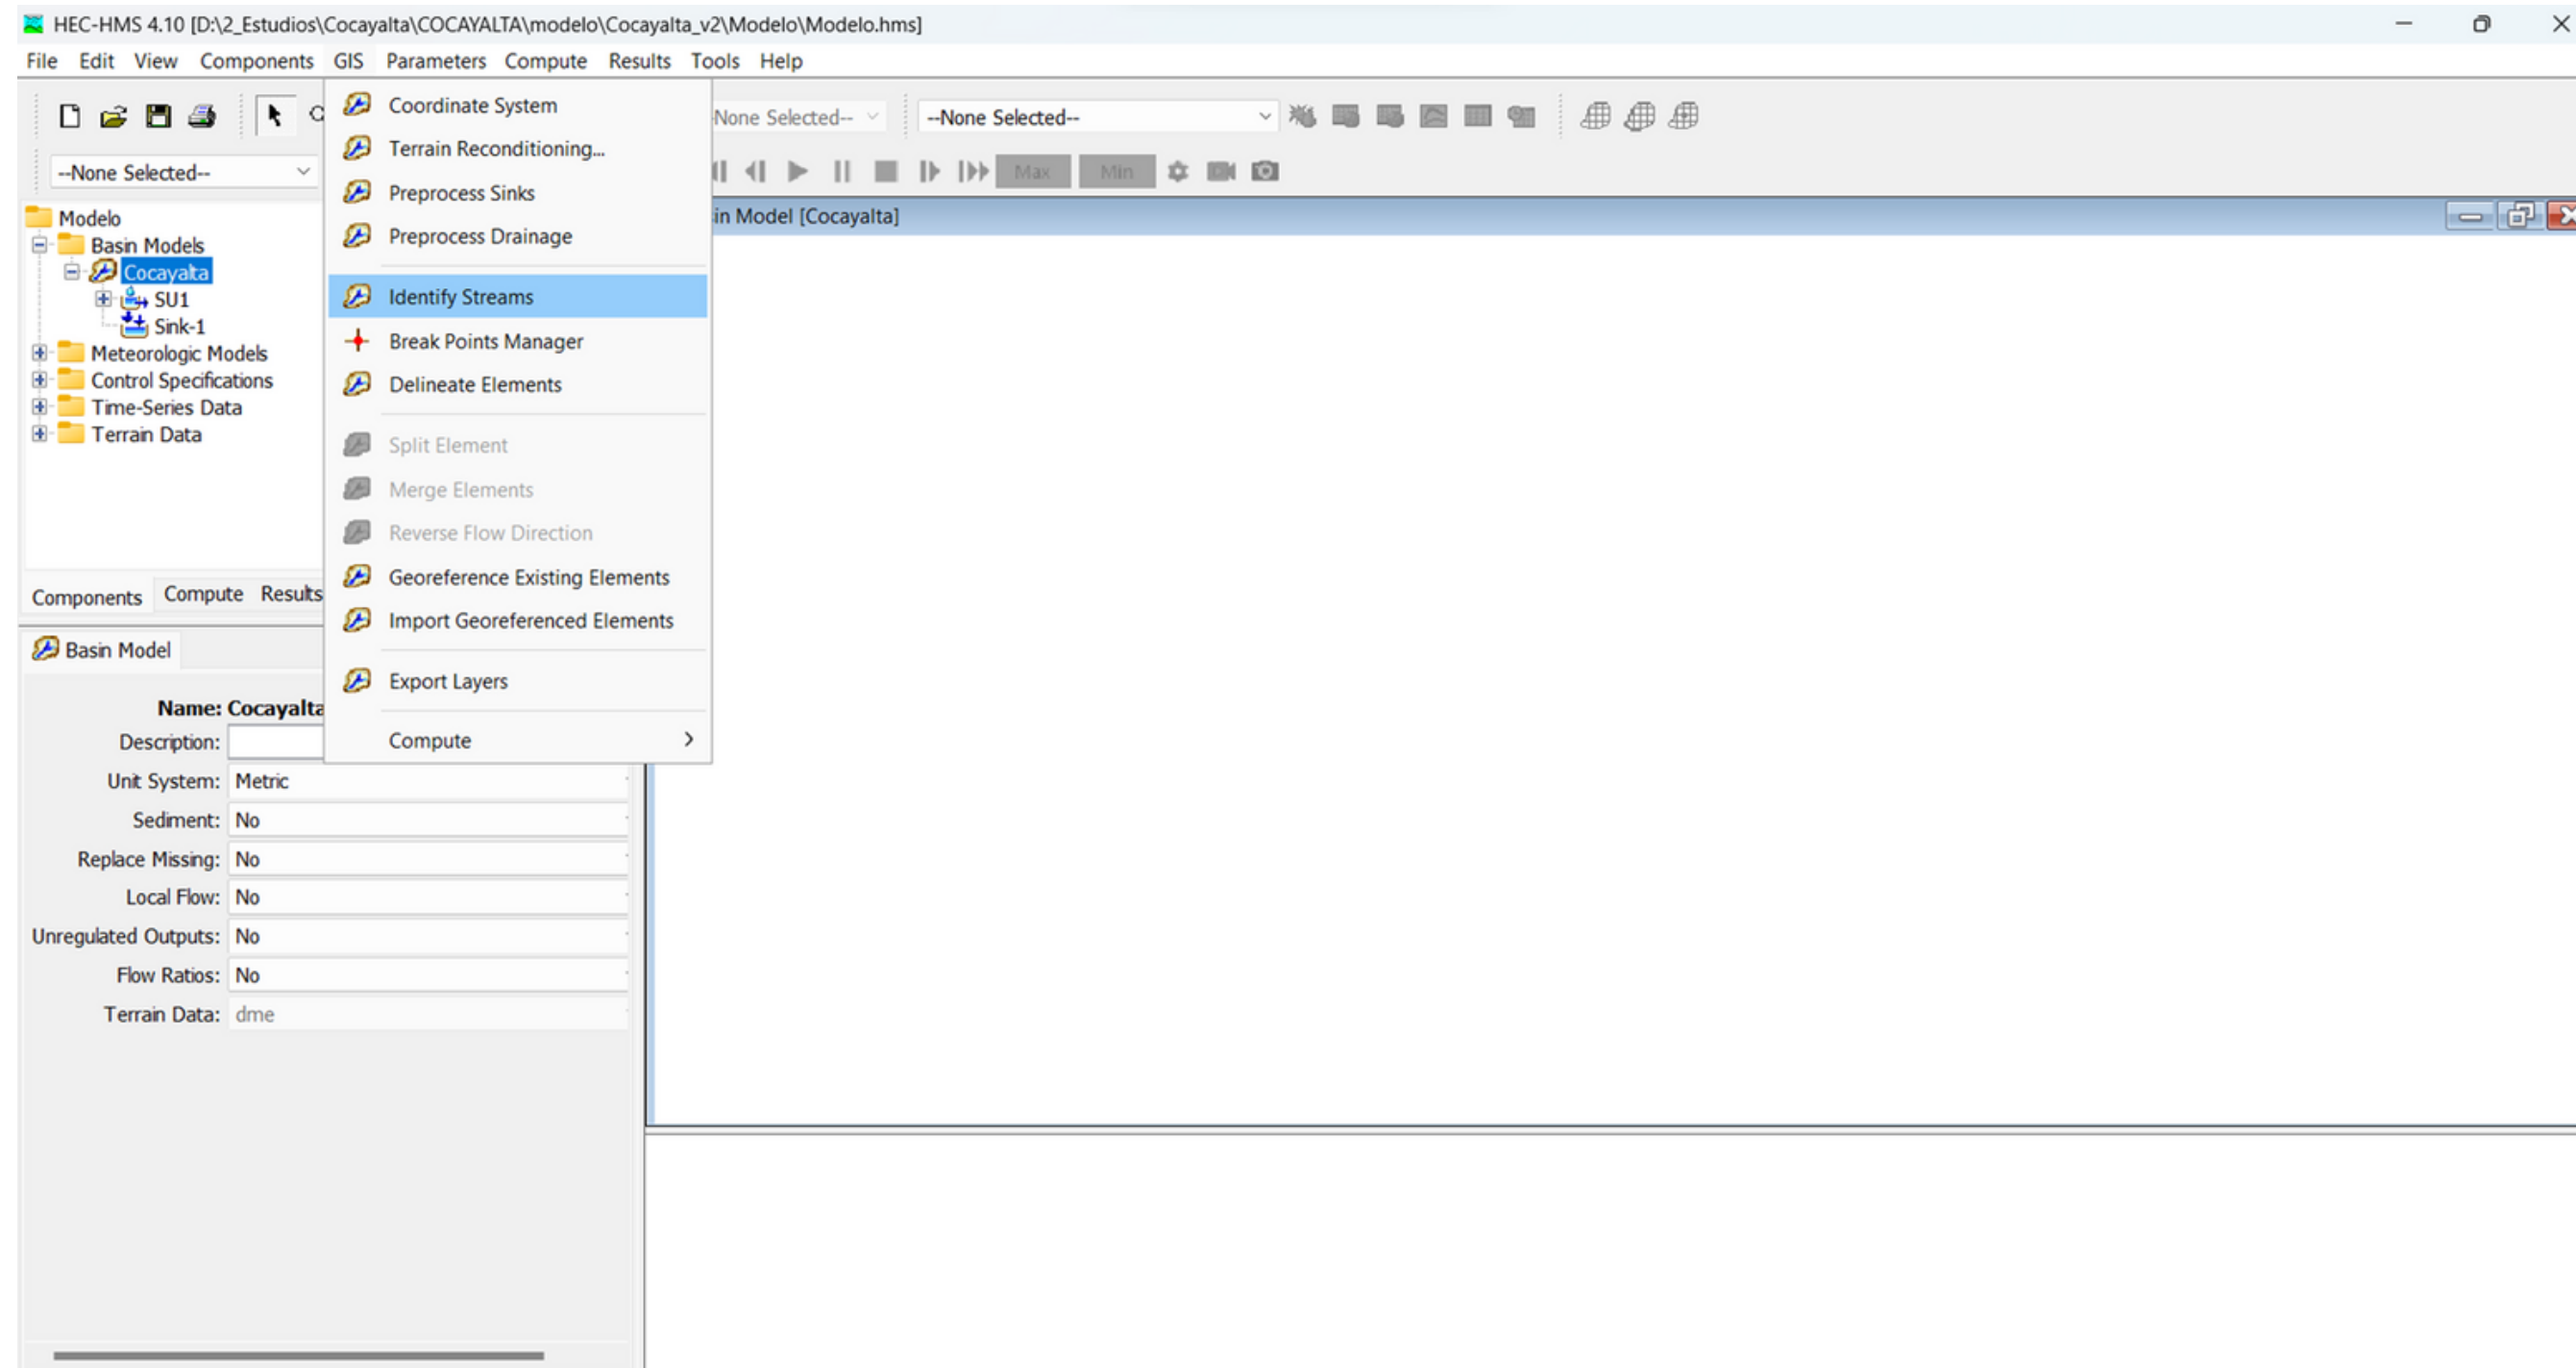 HEC-HMS 4.10 [D:\2_Estudios\Cocayalta\COCAYALTA\modelo\Cocayalta_v2\Modelo\Modelo.hms]
File Edit View Components GIS Parameters Compute Results Tools Help
None Selected-- --None Selected--
--None Selected-- Max Min
Coordinate System
Terrain Reconditioning...
Preprocess Sinks
Preprocess Drainage
Identify Streams
Break Points Manager
Delineate Elements
Split Element
Merge Elements
Reverse Flow Direction
Georeference Existing Elements
Import Georeferenced Elements
Export Layers
Compute
in Model [Cocayalta]
Modelo
Basin Models
Cocayalta
SU1
Sink-1
Meteorologic Models
Control Specifications
Time-Series Data
Terrain Data
Components Compute Results
Basin Model
Name: Cocayalta
Description:
Unit System: Metric
Sediment: No
Replace Missing: No
Local Flow: No
Unregulated Outputs: No
Flow Ratios: No
Terrain Data: dme